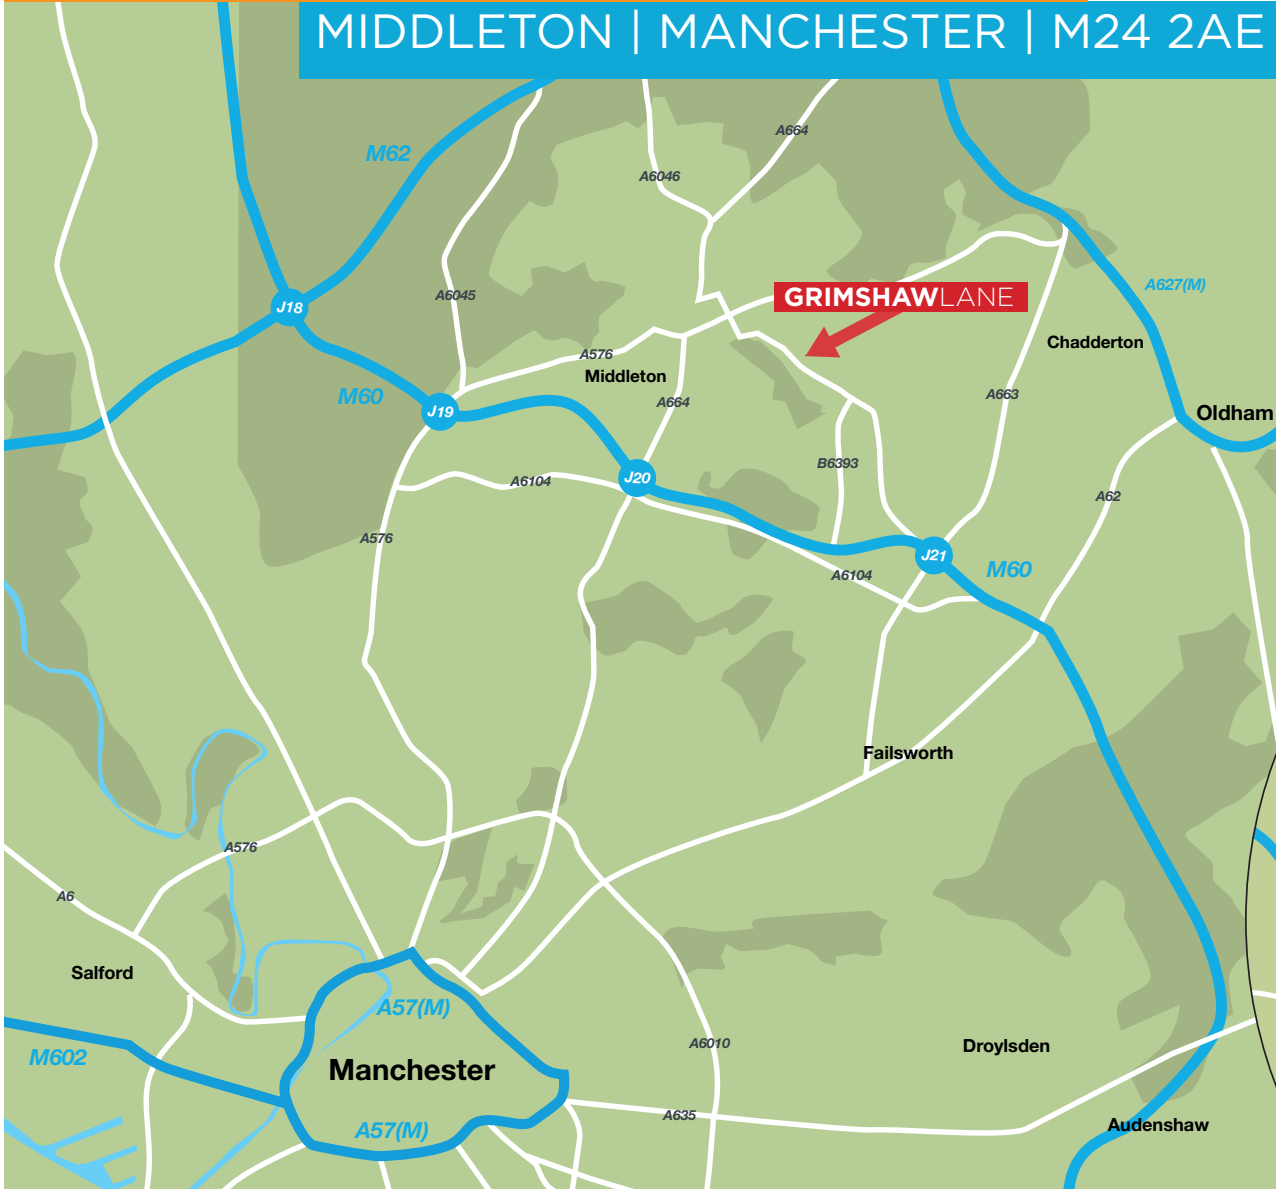 MIDDLETON | MANCHESTER | M24 2AE
A664
M62
A6046
A627(M)
A6045
GRIMSHAWLANE
J18
Chadderton
A576
Middleton
M60
A664
A663
J19
Oldham
B6393
J20
A6104
A62
A576
J21
M60
A6104
Failsworth
A576
A6
Salford
A57(M)
A6010
Droylsden
M602
Manchester
A635
Audenshaw
A57(M)